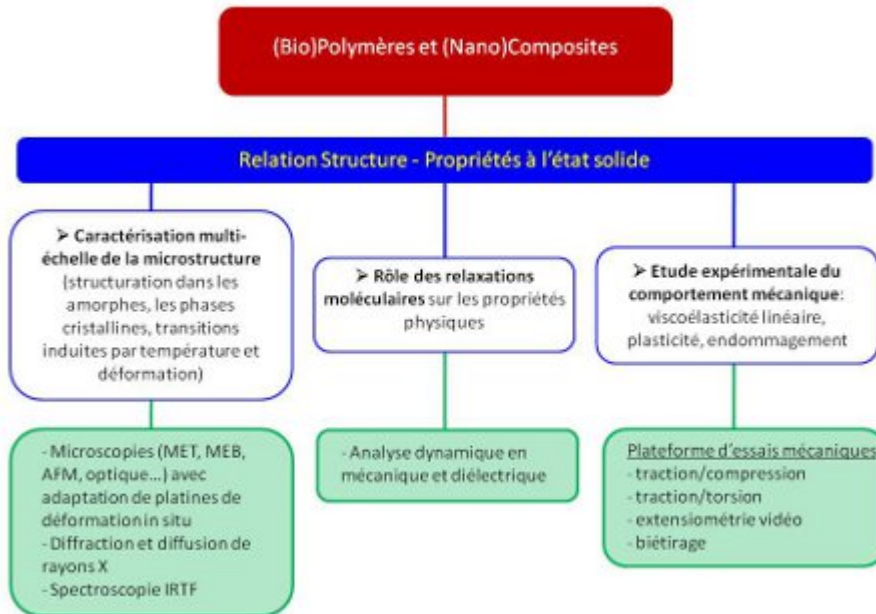 (Bio)Polymères et (Nano)Composites
Relation Structure - Propriétés à l'état solide
➢ Caractérisation multi-
échelle de la microstructure
(structuration dans les
amorphes, les phases
cristallines, transitions
induites par température et
déformation)
➢ Rôle des relaxations
moléculaires sur les propriétés
physiques
➢ Etude expérimentale du
comportement mécanique:
viscoélasticité linéaire,
plasticité, endommagement
- Microscopies (MET, MEB,
AFM, optique...) avec
adaptation de platines de
déformation in situ
- Diffraction et diffusion de
rayons X
- Spectroscopie IRTF
- Analyse dynamique en
mécanique et diélectrique
Plateforme d'essais mécaniques
- traction/compression
- traction/torsion
- extensiométrie vidéo
- biétirage